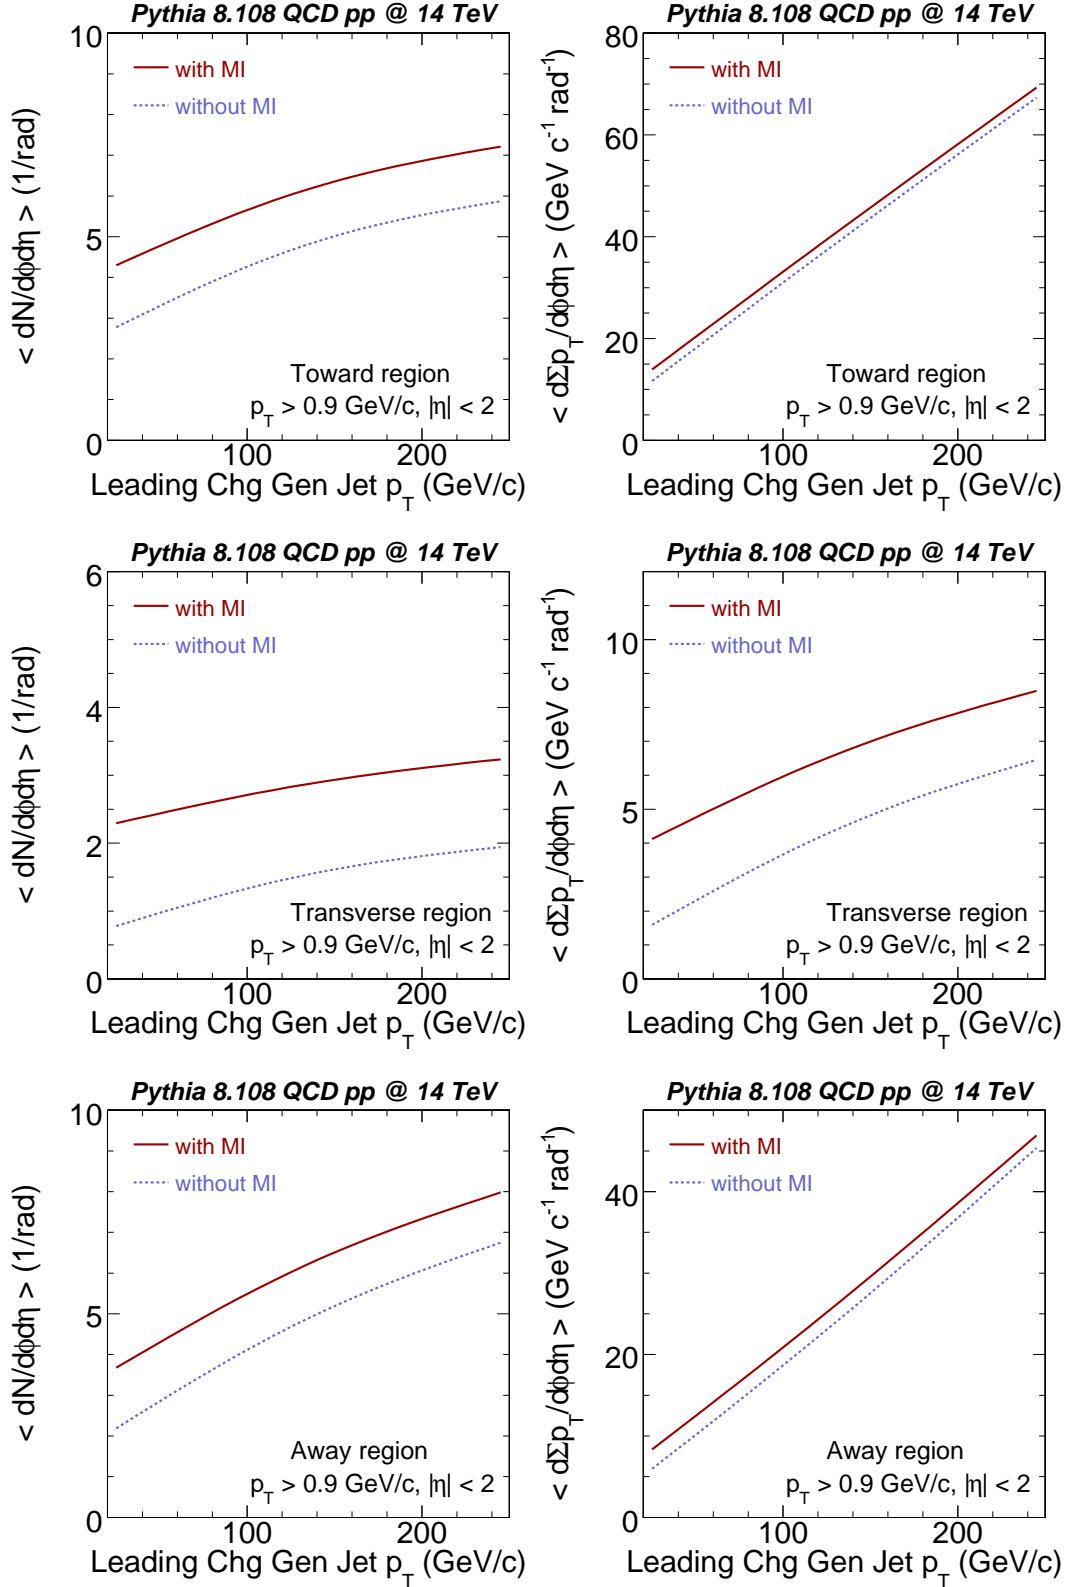 Pythia 8.108 QCD pp @ 14 TeV
10
5
0
< dN/dϕdη > (1/rad)
with MI
without MI
Toward region
p_T > 0.9 GeV/c, |η| < 2
100 200
Leading Chg Gen Jet p_T (GeV/c)
Pythia 8.108 QCD pp @ 14 TeV
80
60
40
20
0
< dΣp_T/dϕdη > (GeV c⁻¹ rad⁻¹)
with MI
without MI
Toward region
p_T > 0.9 GeV/c, |η| < 2
100 200
Leading Chg Gen Jet p_T (GeV/c)
Pythia 8.108 QCD pp @ 14 TeV
6
4
2
0
< dN/dϕdη > (1/rad)
with MI
without MI
Transverse region
p_T > 0.9 GeV/c, |η| < 2
100 200
Leading Chg Gen Jet p_T (GeV/c)
Pythia 8.108 QCD pp @ 14 TeV
10
5
0
< dΣp_T/dϕdη > (GeV c⁻¹ rad⁻¹)
with MI
without MI
Transverse region
p_T > 0.9 GeV/c, |η| < 2
100 200
Leading Chg Gen Jet p_T (GeV/c)
Pythia 8.108 QCD pp @ 14 TeV
10
5
0
< dN/dϕdη > (1/rad)
with MI
without MI
Away region
p_T > 0.9 GeV/c, |η| < 2
100 200
Leading Chg Gen Jet p_T (GeV/c)
Pythia 8.108 QCD pp @ 14 TeV
40
20
0
< dΣp_T/dϕdη > (GeV c⁻¹ rad⁻¹)
with MI
without MI
Away region
p_T > 0.9 GeV/c, |η| < 2
100 200
Leading Chg Gen Jet p_T (GeV/c)